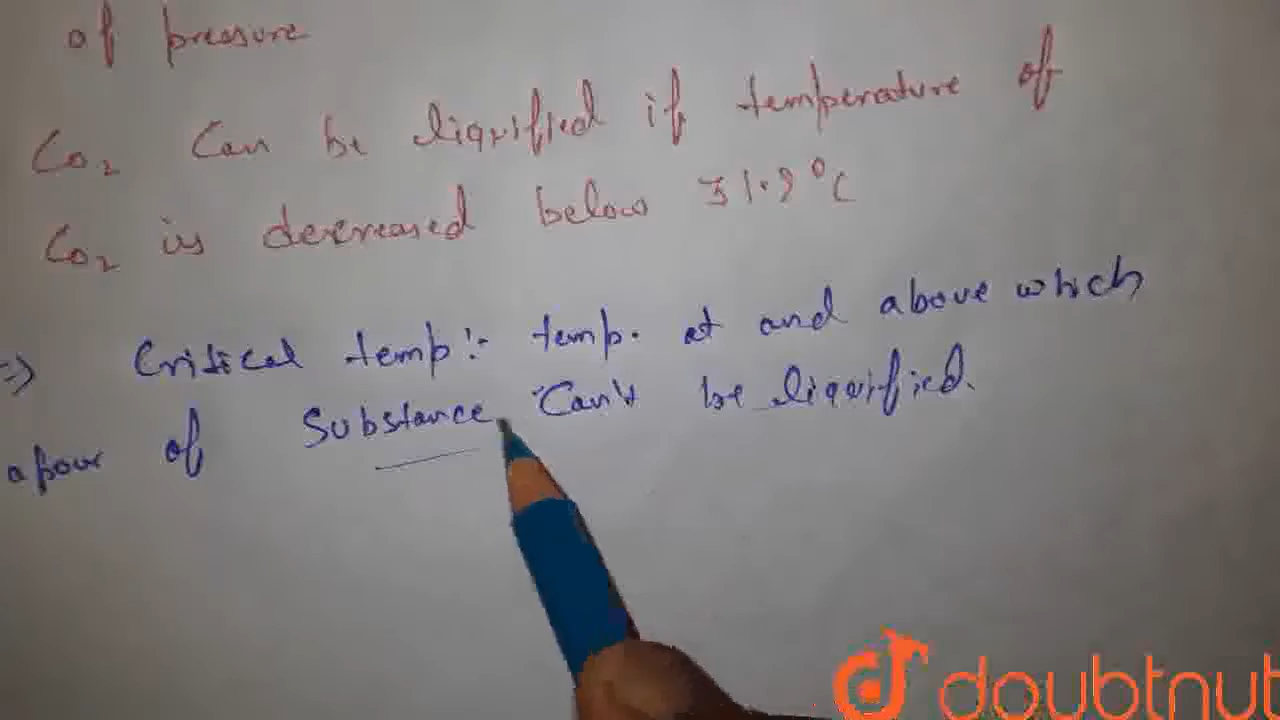 of pressure
CO2 Can be liquified if temperature of
CO2 is decreased below 31.9°C
⇒ Critical temp:- temp. at and above which
apour of Substance Can't be liquified.
doubtnut